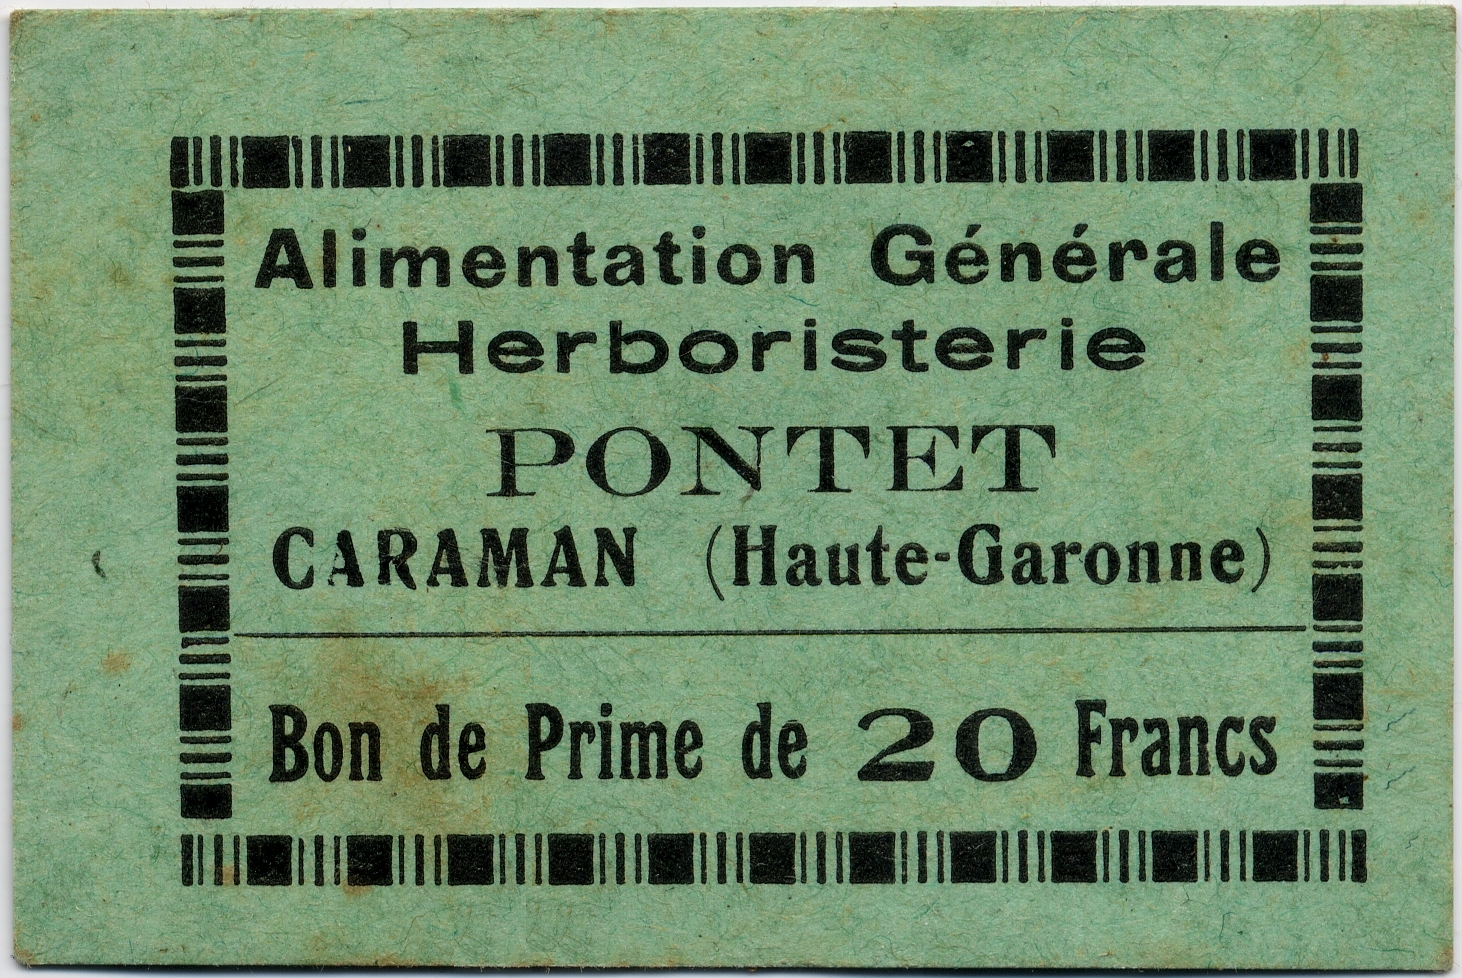 Alimentation Générale
Herboristerie
PONTET
CARAMAN (Haute-Garonne)
Bon de Prime de 20 Francs